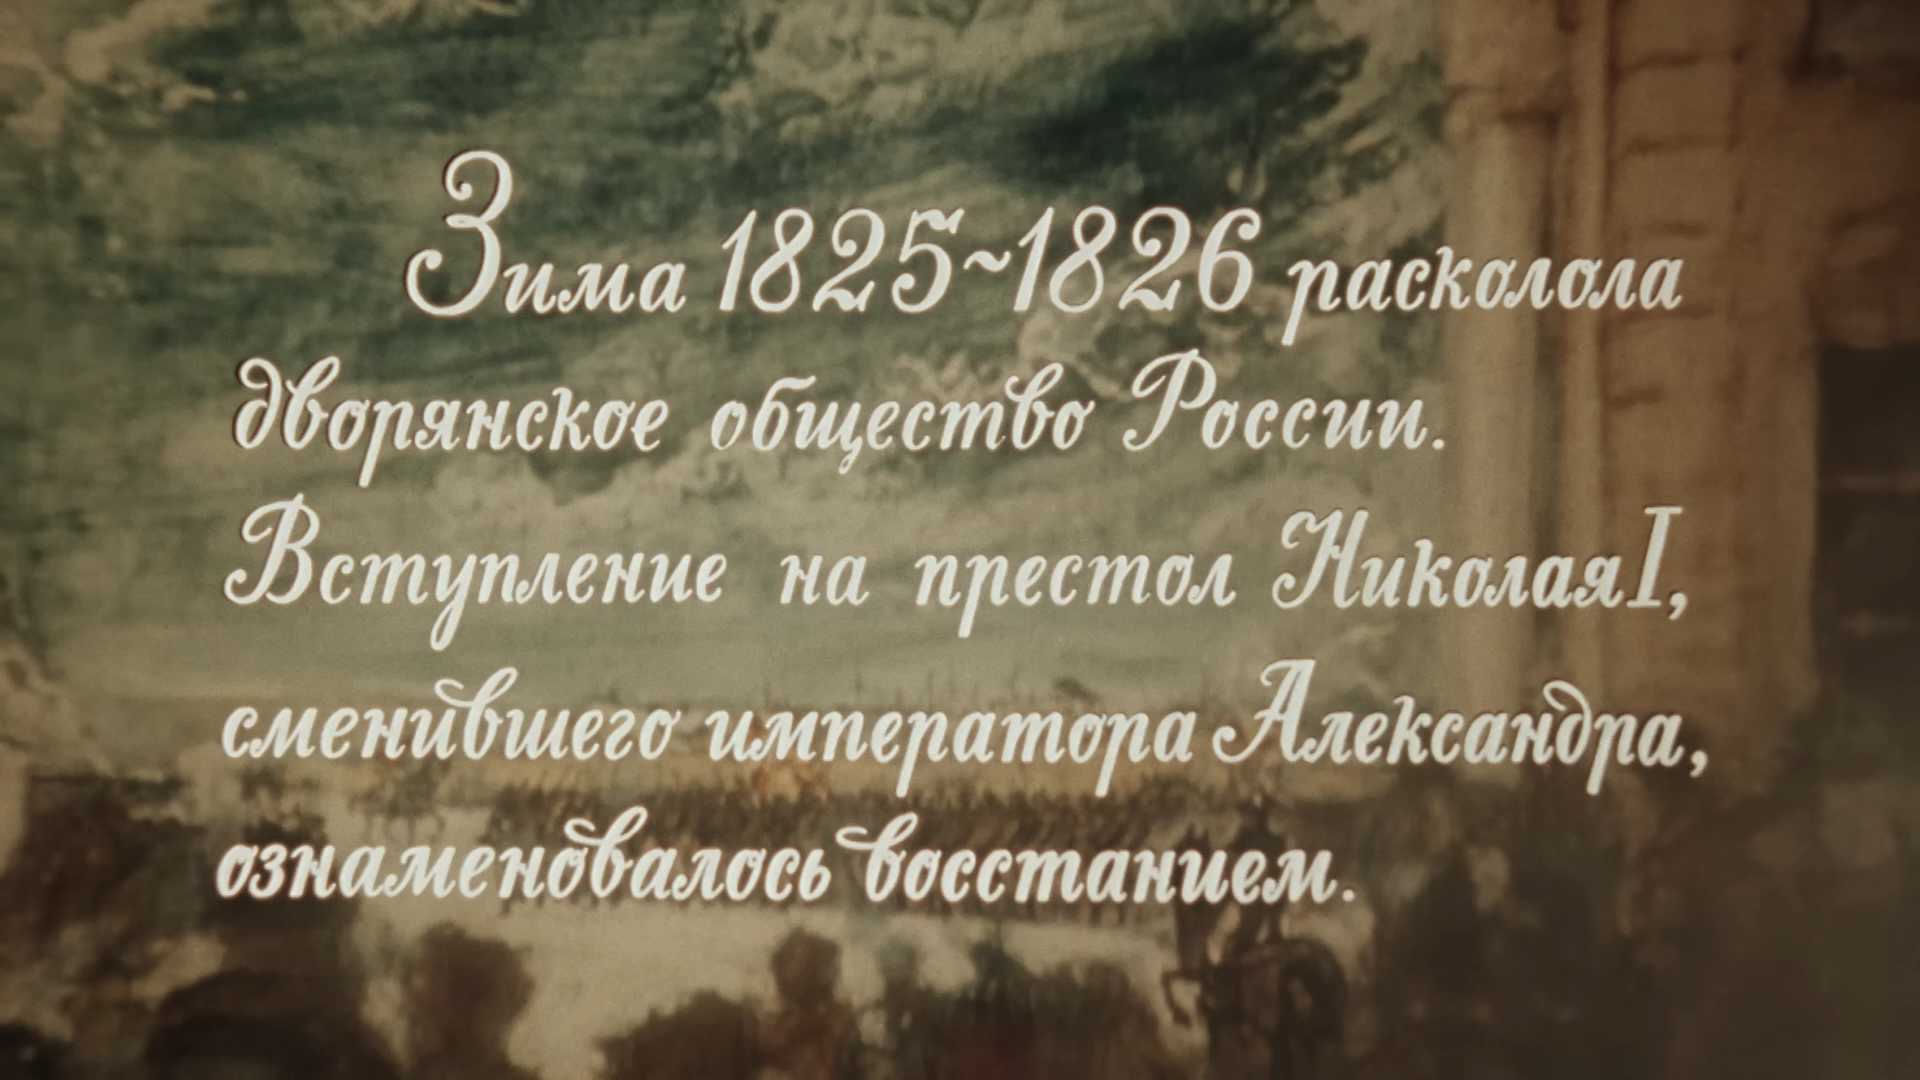 Зима 1825~1826 расколола
дворянское общество России.
Вступление на престол Николая I,
сменившего императора Александра,
ознаменовалось восстанием.